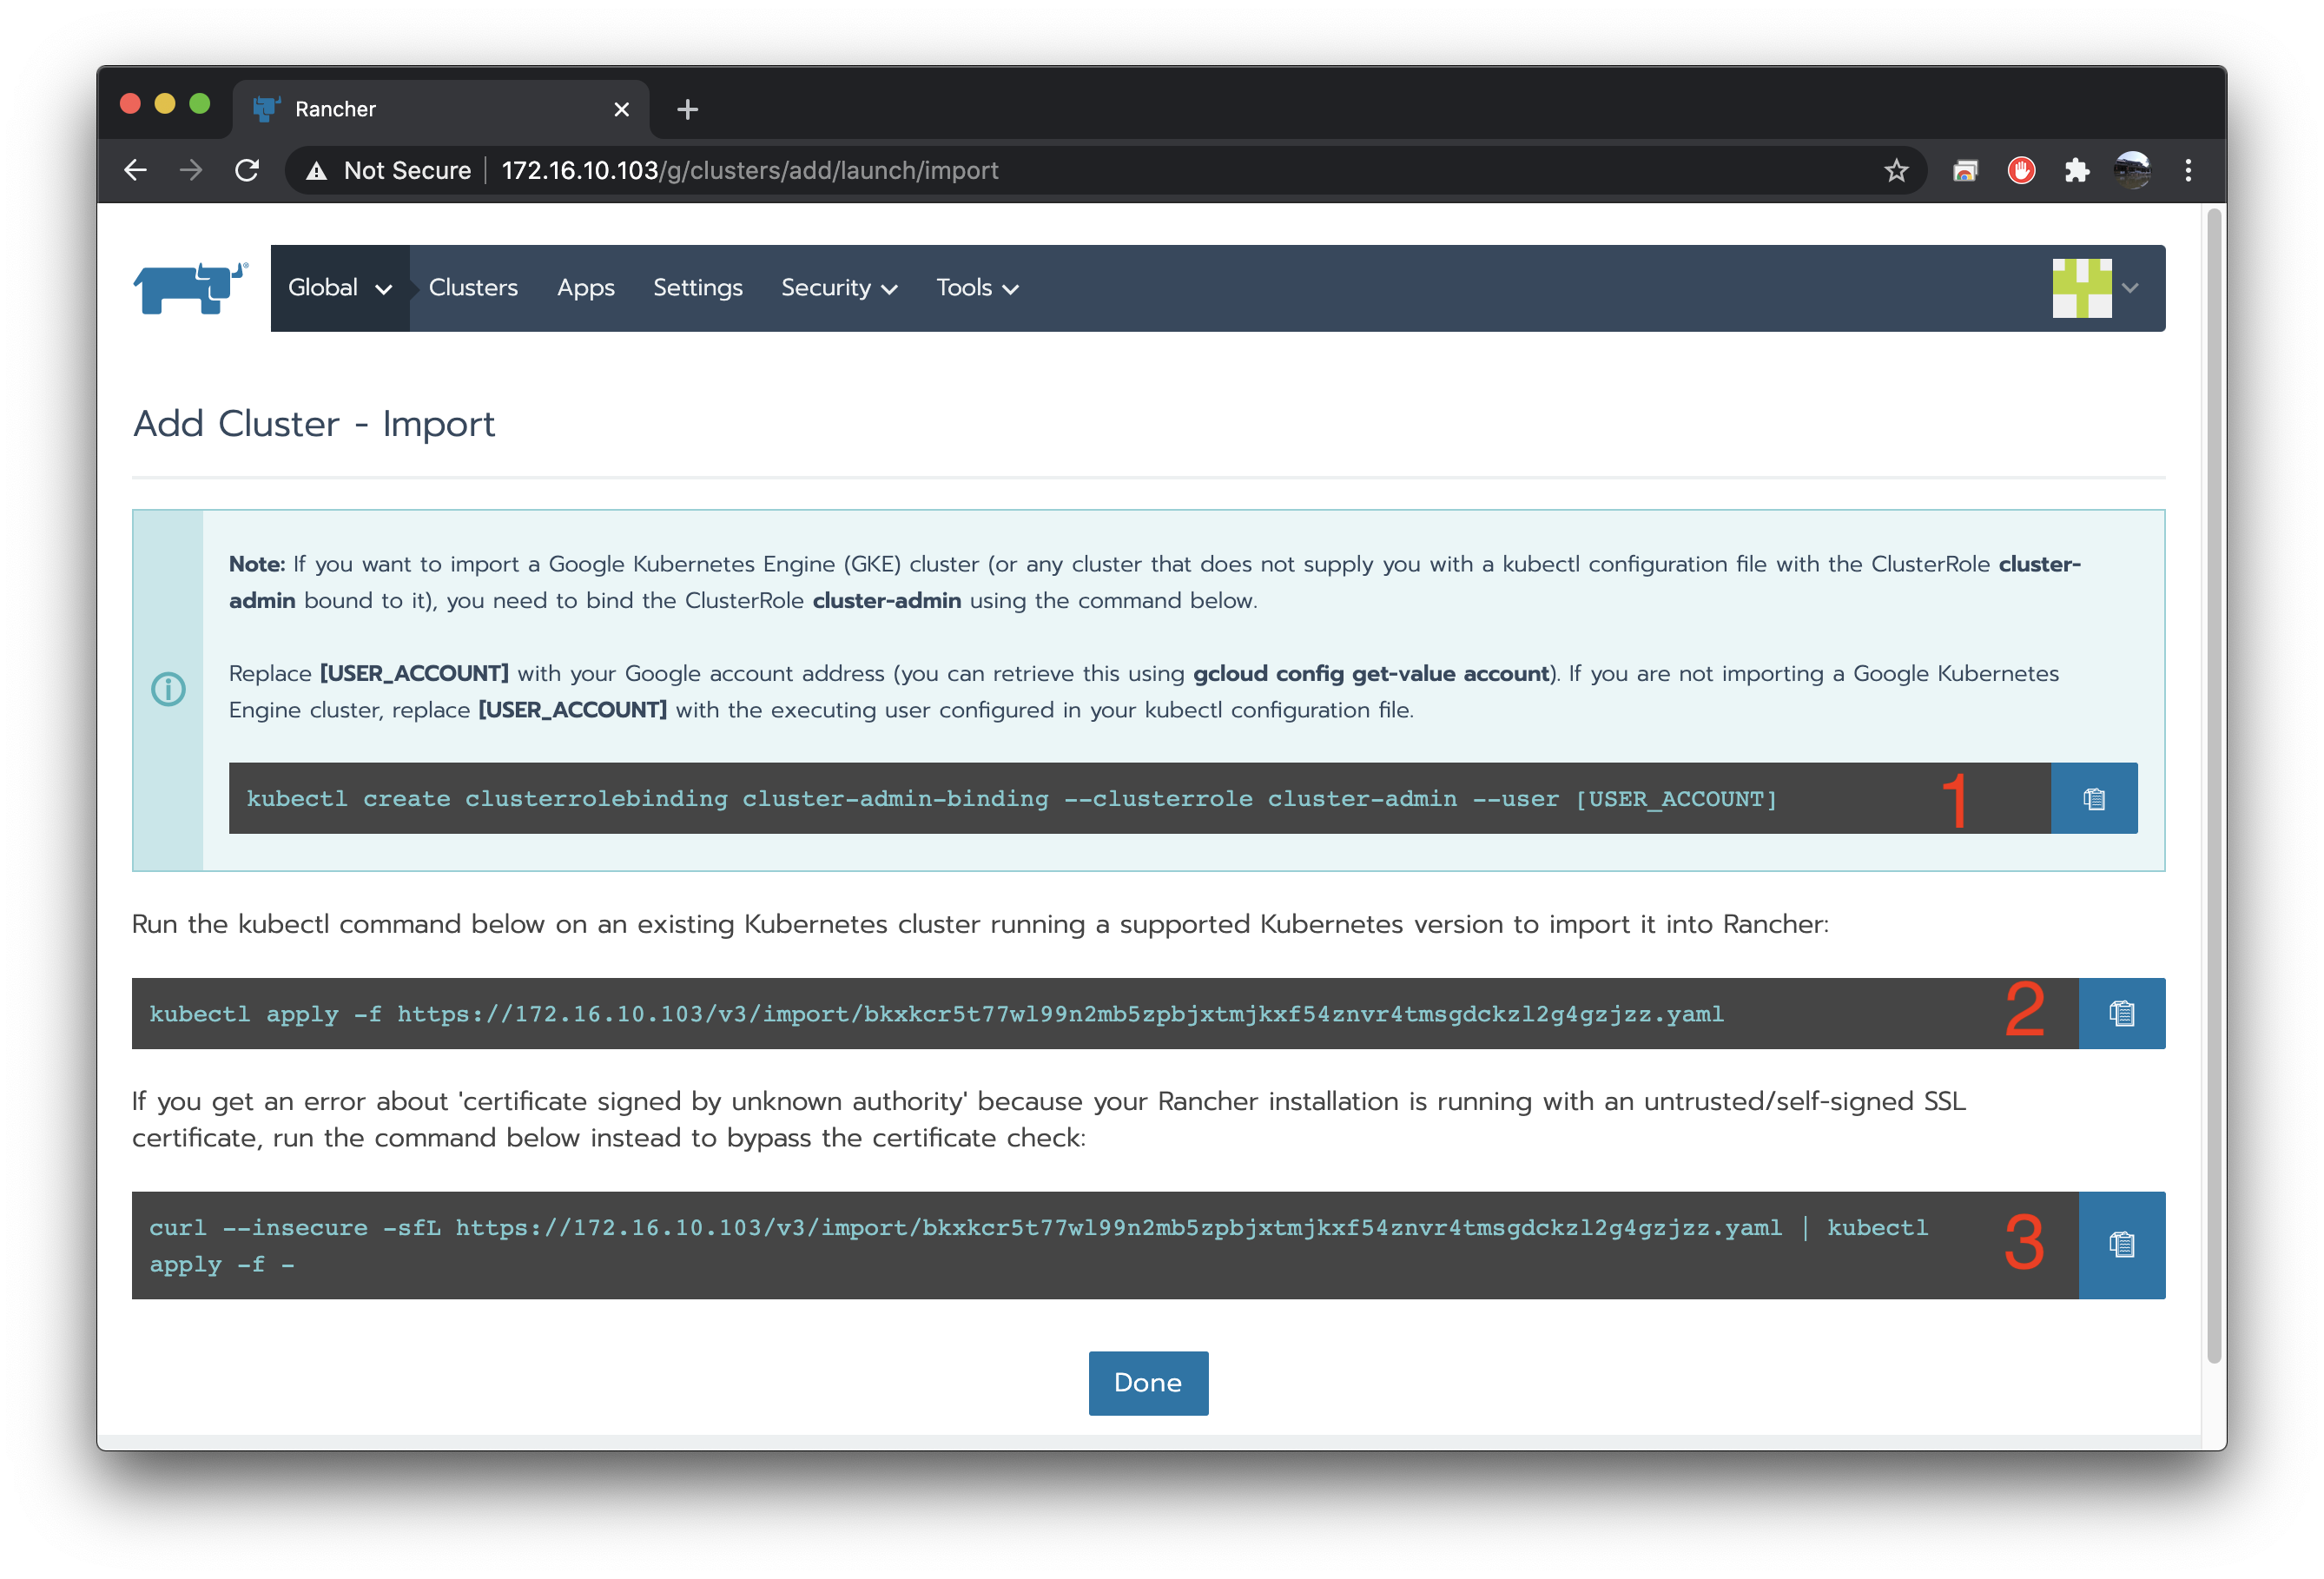 Rancher
Not Secure | 172.16.10.103/g/clusters/add/launch/import
Global Clusters Apps Settings Security Tools
Add Cluster - Import
Note: If you want to import a Google Kubernetes Engine (GKE) cluster (or any cluster that does not supply you with a kubectl configuration file with the ClusterRole cluster-
admin bound to it), you need to bind the ClusterRole cluster-admin using the command below.
Replace [USER_ACCOUNT] with your Google account address (you can retrieve this using gcloud config get-value account). If you are not importing a Google Kubernetes
Engine cluster, replace [USER_ACCOUNT] with the executing user configured in your kubectl configuration file.
kubectl create clusterrolebinding cluster-admin-binding --clusterrole cluster-admin --user [USER_ACCOUNT] 1
Run the kubectl command below on an existing Kubernetes cluster running a supported Kubernetes version to import it into Rancher:
kubectl apply -f https://172.16.10.103/v3/import/bkxkcr5t77wl99n2mb5zpbjxtmjkxf54znvr4tmsgdckzl2g4gzjzz.yaml 2
If you get an error about 'certificate signed by unknown authority' because your Rancher installation is running with an untrusted/self-signed SSL
certificate, run the command below instead to bypass the certificate check:
curl --insecure -sfL https://172.16.10.103/v3/import/bkxkcr5t77wl99n2mb5zpbjxtmjkxf54znvr4tmsgdckzl2g4gzjzz.yaml | kubectl 3
apply -f -
Done